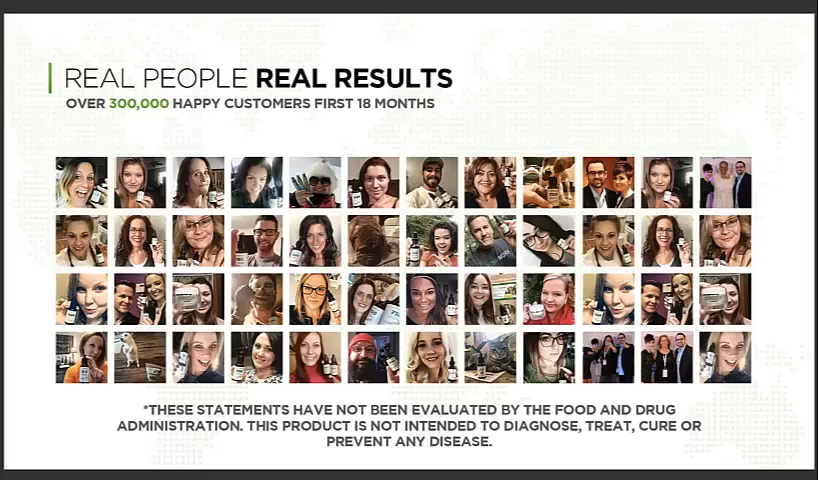 REAL PEOPLE REAL RESULTS
OVER 300,000 HAPPY CUSTOMERS FIRST 18 MONTHS
*THESE STATEMENTS HAVE NOT BEEN EVALUATED BY THE FOOD AND DRUG
ADMINISTRATION. THIS PRODUCT IS NOT INTENDED TO DIAGNOSE, TREAT, CURE OR
PREVENT ANY DISEASE.